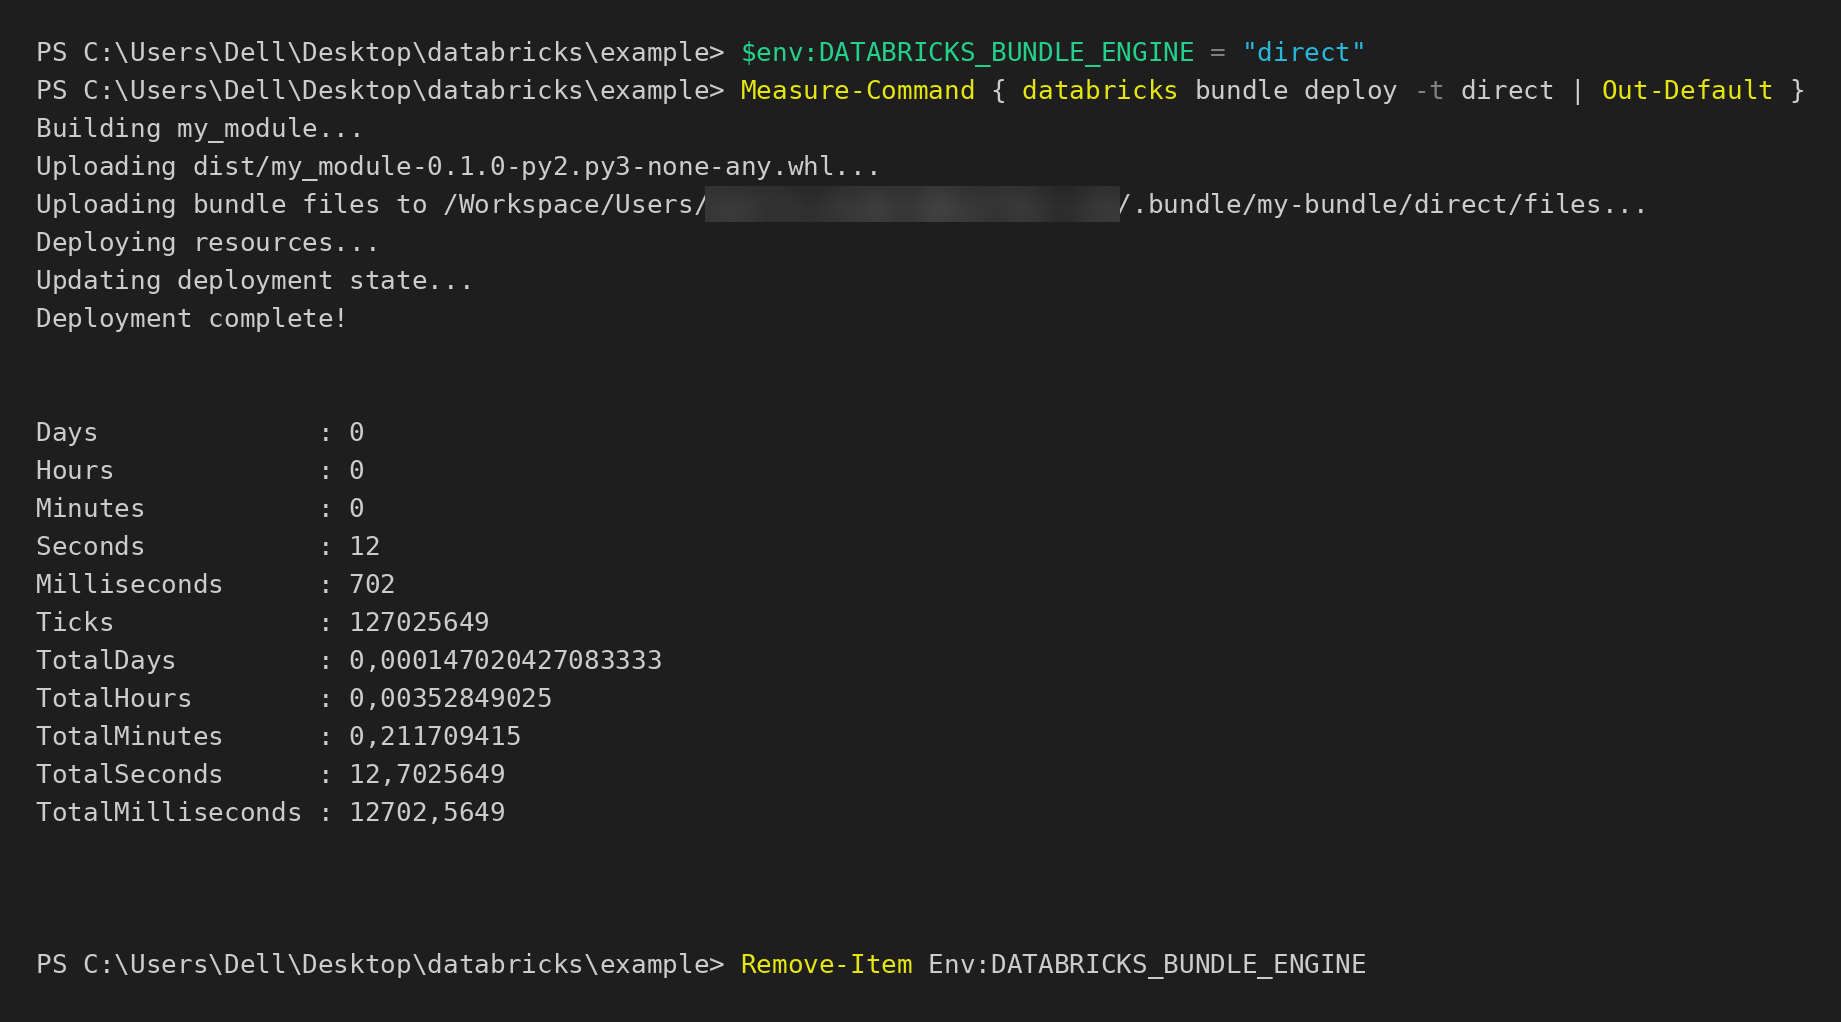 PS C:\Users\Dell\Desktop\databricks\example> $env:DATABRICKS_BUNDLE_ENGINE = "direct"
PS C:\Users\Dell\Desktop\databricks\example> Measure-Command { databricks bundle deploy -t direct | Out-Default }
Building my_module...
Uploading dist/my_module-0.1.0-py2.py3-none-any.whl...
Uploading bundle files to /Workspace/Users/ /.bundle/my-bundle/direct/files...
Deploying resources...
Updating deployment state...
Deployment complete!
Days : 0
Hours : 0
Minutes : 0
Seconds : 12
Milliseconds : 702
Ticks : 127025649
TotalDays : 0,000147020427083333
TotalHours : 0,00352849025
TotalMinutes : 0,211709415
TotalSeconds : 12,7025649
TotalMilliseconds : 12702,5649
PS C:\Users\Dell\Desktop\databricks\example> Remove-Item Env:DATABRICKS_BUNDLE_ENGINE